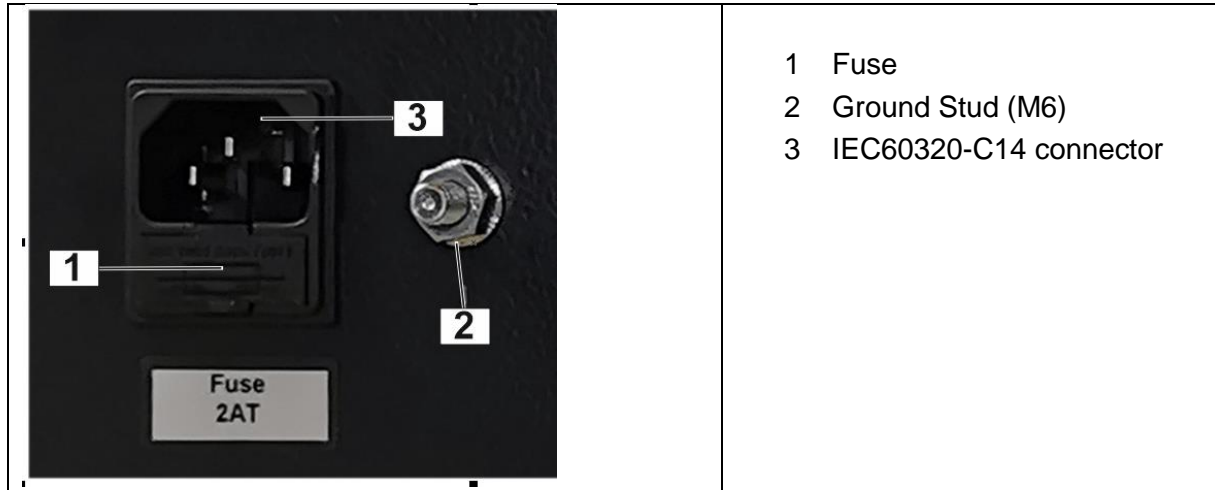 3
1
2
Fuse
2AT
1 Fuse
2 Ground Stud (M6)
3 IEC60320-C14 connector